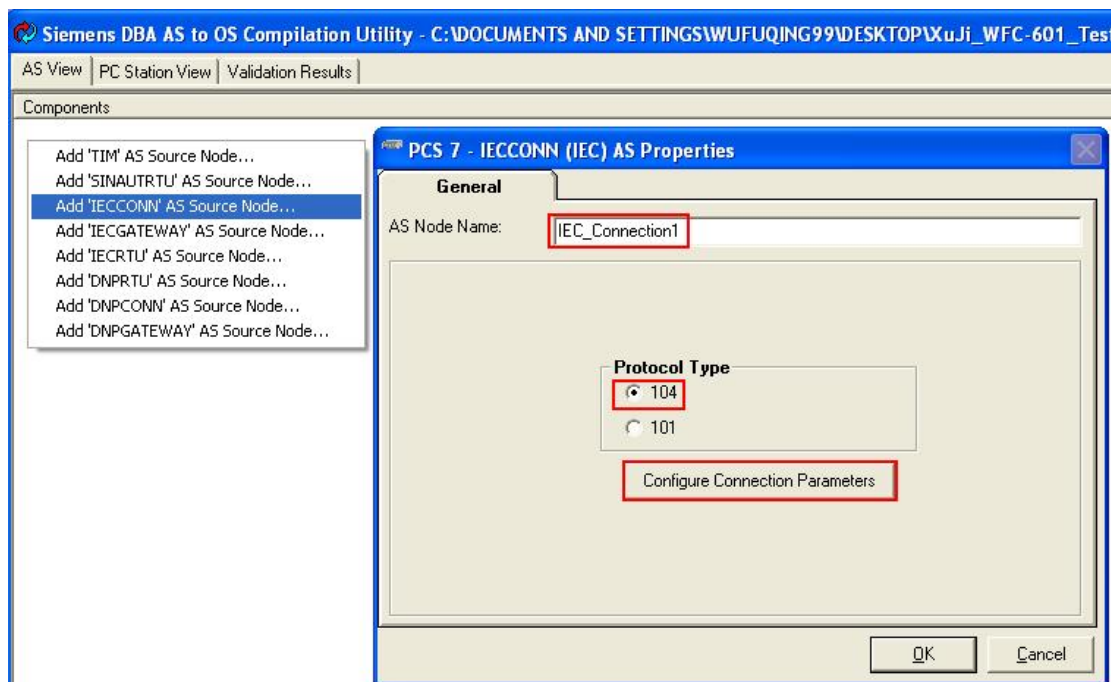 Siemens DBA AS to OS Compilation Utility - C:\DOCUMENTS AND SETTINGS\WUFUQING99\DESKTOP\XuJi_WFC-601_Tes
AS View PC Station View Validation Results
Components
Add 'TIM' AS Source Node...
Add 'SINAUTRTU' AS Source Node...
Add 'IECCONN' AS Source Node...
Add 'IECGATEWAY' AS Source Node...
Add 'IECRTU' AS Source Node...
Add 'DNPRTU' AS Source Node...
Add 'DNPCONN' AS Source Node...
Add 'DNPGATEWAY' AS Source Node...
PCS 7 - IECCONN (IEC) AS Properties
General
AS Node Name: IEC_Connection1
Protocol Type
104
101
Configure Connection Parameters
OK Cancel